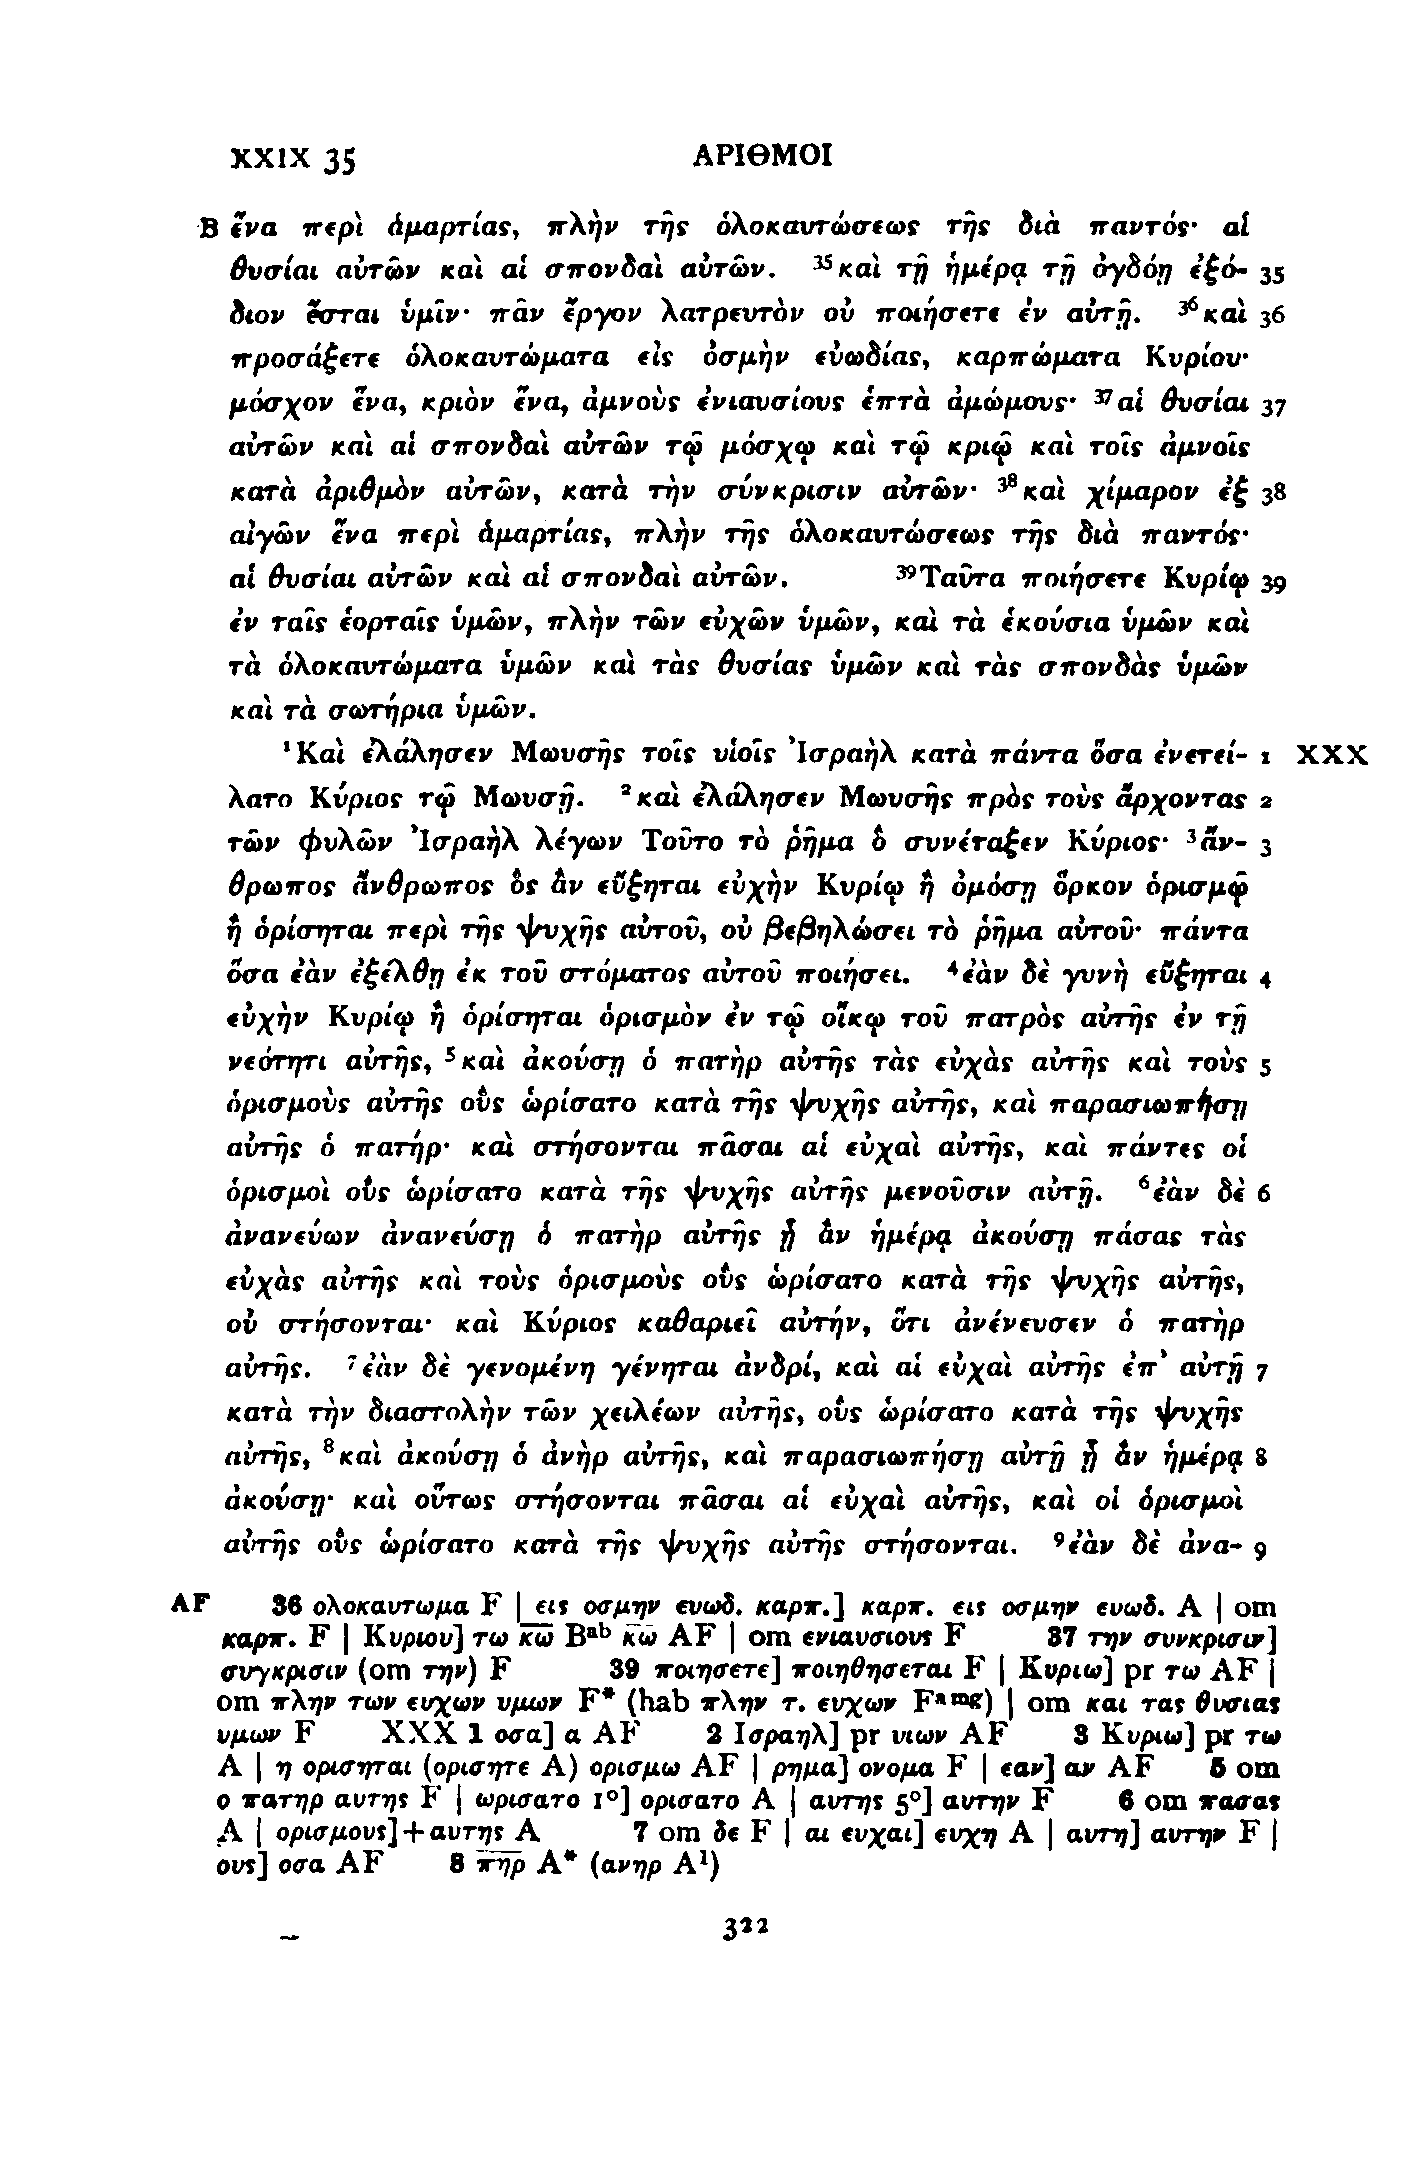 XXIX 35 ΑΡΙΘΜΟΙ
B ἕνα περὶ ἁμαρτίας, πλὴν τῆς ὁλοκαυτώσεως τῆς διὰ παντός· αἱ
θυσίαι αὐτῶν καὶ αἱ σπονδαὶ αὐτῶν. ³⁵καὶ τῇ ἡμέρᾳ τῇ ὀγδόῃ ἐξό- 35
διον ἔσται ὑμῖν· πᾶν ἔργον λατρευτὸν οὐ ποιήσετε ἐν αὐτῇ. ³⁶καὶ 36
προσάξετε ὁλοκαυτώματα εἰς ὀσμὴν εὐωδίας, καρπώματα Κυρίου·
μόσχον ἕνα, κριὸν ἕνα, ἀμνοὺς ἐνιαυσίους ἑπτὰ ἀμώμους· ³⁷αἱ θυσίαι 37
αὐτῶν καὶ αἱ σπονδαὶ αὐτῶν τῷ μόσχῳ καὶ τῷ κριῷ καὶ τοῖς ἀμνοῖς
κατὰ ἀριθμὸν αὐτῶν, κατὰ τὴν σύνκρισιν αὐτῶν· ³⁸καὶ χίμαρον ἐξ 38
αἰγῶν ἕνα περὶ ἁμαρτίας, πλὴν τῆς ὁλοκαυτώσεως τῆς διὰ παντός·
αἱ θυσίαι αὐτῶν καὶ αἱ σπονδαὶ αὐτῶν. ³⁹Ταῦτα ποιήσετε Κυρίῳ 39
ἐν ταῖς ἑορταῖς ὑμῶν, πλὴν τῶν εὐχῶν ὑμῶν, καὶ τὰ ἑκούσια ὑμῶν καὶ
τὰ ὁλοκαυτώματα ὑμῶν καὶ τὰς θυσίας ὑμῶν καὶ τὰς σπονδὰς ὑμῶν
καὶ τὰ σωτήρια ὑμῶν.
¹Καὶ ἐλάλησεν Μωυσῆς τοῖς υἱοῖς Ἰσραὴλ κατὰ πάντα ὅσα ἐνετεί- 1 XXX
λατο Κύριος τῷ Μωυσῇ. ²καὶ ἐλάλησεν Μωυσῆς πρὸς τοὺς ἄρχοντας 2
τῶν φυλῶν Ἰσραὴλ λέγων Τοῦτο τὸ ῥῆμα ὃ συνέταξεν Κύριος· ³ἄν- 3
θρωπος ἄνθρωπος ὃς ἂν εὔξηται εὐχὴν Κυρίῳ ἢ ὀμόσῃ ὅρκον ὁρισμῷ
ἢ ὁρίσηται περὶ τῆς ψυχῆς αὐτοῦ, οὐ βεβηλώσει τὸ ῥῆμα αὐτοῦ· πάντα
ὅσα ἐὰν ἐξέλθῃ ἐκ τοῦ στόματος αὐτοῦ ποιήσει. ⁴ἐὰν δὲ γυνὴ εὔξηται 4
εὐχὴν Κυρίῳ ἢ ὁρίσηται ὁρισμὸν ἐν τῷ οἴκῳ τοῦ πατρὸς αὐτῆς ἐν τῇ
νεότητι αὐτῆς, ⁵καὶ ἀκούσῃ ὁ πατὴρ αὐτῆς τὰς εὐχὰς αὐτῆς καὶ τοὺς 5
ὁρισμοὺς αὐτῆς οὓς ὡρίσατο κατὰ τῆς ψυχῆς αὐτῆς, καὶ παρασιωπήσῃ
αὐτῆς ὁ πατήρ· καὶ στήσονται πᾶσαι αἱ εὐχαὶ αὐτῆς, καὶ πάντες οἱ
ὁρισμοὶ οὓς ὡρίσατο κατὰ τῆς ψυχῆς αὐτῆς μενοῦσιν αὐτῇ. ⁶ἐὰν δὲ 6
ἀνανεύων ἀνανεύσῃ ὁ πατὴρ αὐτῆς ᾗ ἂν ἡμέρᾳ ἀκούσῃ πάσας τὰς
εὐχὰς αὐτῆς καὶ τοὺς ὁρισμοὺς οὓς ὡρίσατο κατὰ τῆς ψυχῆς αὐτῆς,
οὐ στήσονται· καὶ Κύριος καθαριεῖ αὐτήν, ὅτι ἀνένευσεν ὁ πατὴρ
αὐτῆς. ⁷ἐὰν δὲ γενομένη γένηται ἀνδρί, καὶ αἱ εὐχαὶ αὐτῆς ἐπ᾽ αὐτῇ 7
κατὰ τὴν διαστολὴν τῶν χειλέων αὐτῆς, οὓς ὡρίσατο κατὰ τῆς ψυχῆς
αὐτῆς, ⁸καὶ ἀκούσῃ ὁ ἀνὴρ αὐτῆς, καὶ παρασιωπήσῃ αὐτῇ ᾗ ἂν ἡμέρᾳ 8
ἀκούσῃ· καὶ οὕτως στήσονται πᾶσαι αἱ εὐχαὶ αὐτῆς, καὶ οἱ ὁρισμοὶ
αὐτῆς οὓς ὡρίσατο κατὰ τῆς ψυχῆς αὐτῆς στήσονται. ⁹ἐὰν δὲ ἀνα- 9
AF 36 ολοκαυτωμα F | εις οσμην ευωδ. καρπ.] καρπ. εις οσμην ευωδ. A | om
καρπ. F | Κυριου] τω κ̅ω̅ Bᵃᵇ κ̅ω̅ AF | om ενιαυσιους F 37 την συνκρισιν]
συγκρισιν (om την) F 39 ποιησετε] ποιηθησεται F | Κυριω] pr τω AF |
om πλην των ευχων υμων F* (hab πλην τ. ευχων Fᵃ ᵐᵍ) | om και τας θυσιας
υμων F XXX 1 οσα] α AF 2 Ισραηλ] pr υιων AF 3 Κυριω] pr τω
A | η ορισηται (ορισητε A) ορισμω AF | ρημα] ονομα F | εαν] αν AF 5 om
ο πατηρ αυτης F | ωρισατο 1°] ορισατο A | αυτης 5°] αυτην F 6 om πασας
A | ορισμους]+αυτης A 7 om δε F | αι ευχαι] ευχη A | αυτη] αυτην F |
ους] οσα AF 8 π̅η̅ρ̅ A* (ανηρ A¹)
322